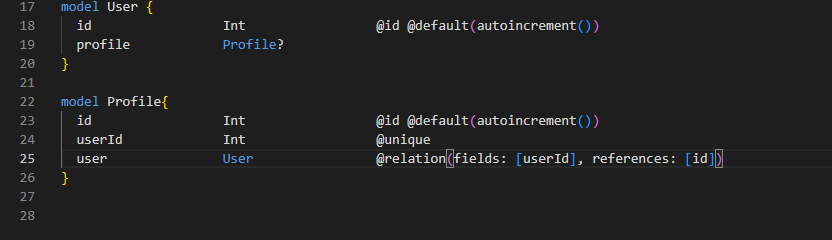 17 model User {
18 id Int @id @default(autoincrement())
19 profile Profile?
20 }
21
22 model Profile{
23 id Int @id @default(autoincrement())
24 userId Int @unique
25 user User @relation(fields: [userId], references: [id])
26 }
27
28